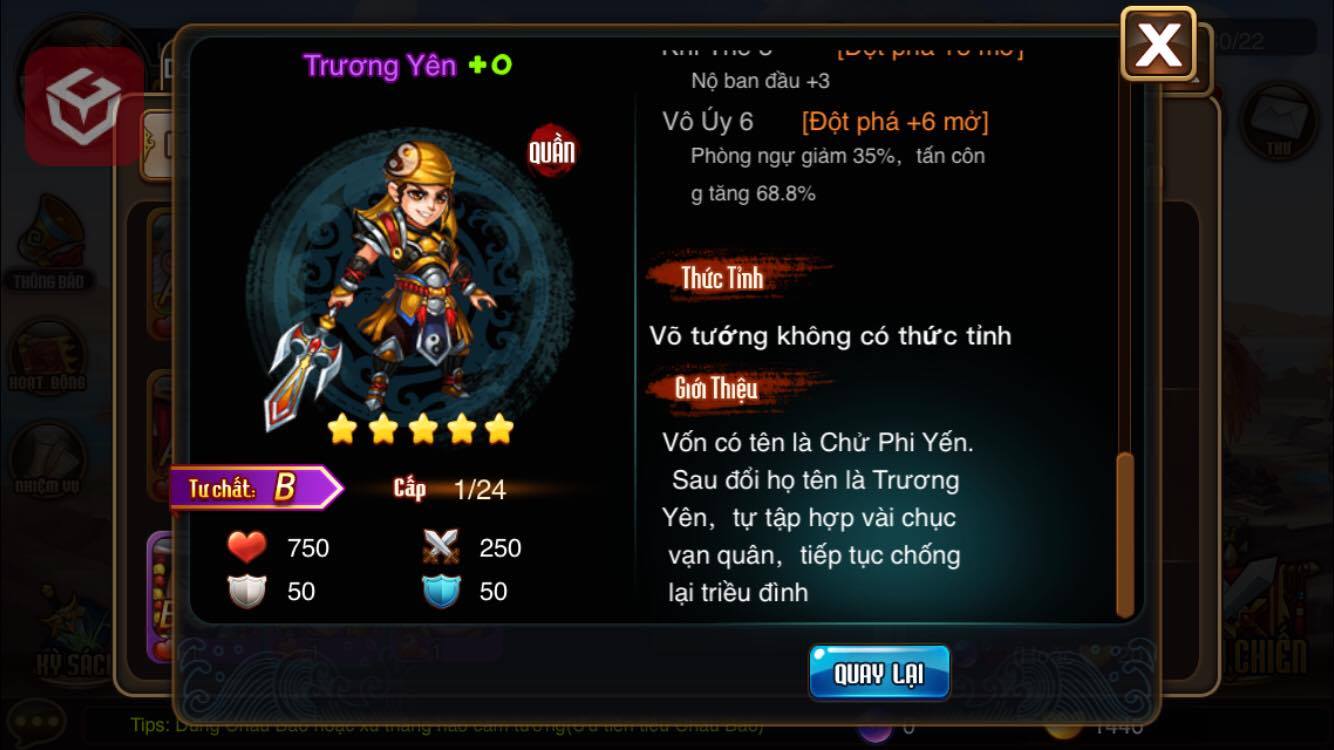 Trương Yên +0
QUẦN
Tư chất: B
Cấp 1/24
750
250
50
50
Nộ ban đầu +3
Vô Úy 6 [Đột phá +6 mở]
Phòng ngự giảm 35%, tấn côn
g tăng 68.8%
Thức Tỉnh
Võ tướng không có thức tỉnh
Giới Thiệu
Vốn có tên là Chử Phi Yến.
Sau đổi họ tên là Trương
Yên, tự tập hợp vài chục
vạn quân, tiếp tục chống
lại triều đình
QUAY LẠI
X
THƯ
THÔNG BÁO
HOẠT ĐỘNG
NHIỆM VỤ
KỲ SÁCH
CHIẾN
Tips:
0
1440